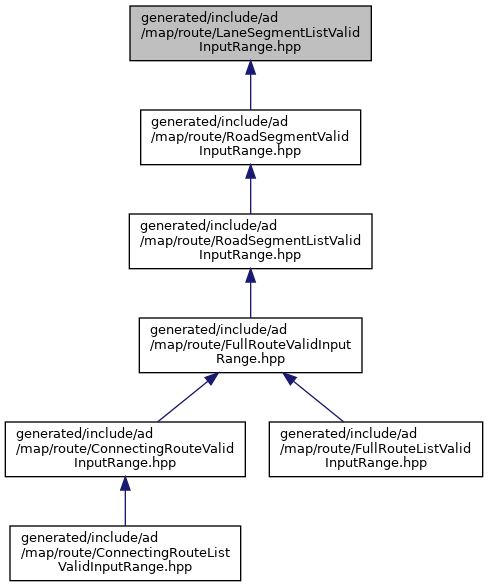 generated/include/ad
/map/route/LaneSegmentListValid
InputRange.hpp
generated/include/ad
/map/route/RoadSegmentValid
InputRange.hpp
generated/include/ad
/map/route/RoadSegmentListValid
InputRange.hpp
generated/include/ad
/map/route/FullRouteValidInput
Range.hpp
generated/include/ad
/map/route/ConnectingRouteValid
InputRange.hpp
generated/include/ad
/map/route/FullRouteListValid
InputRange.hpp
generated/include/ad
/map/route/ConnectingRouteList
ValidInputRange.hpp